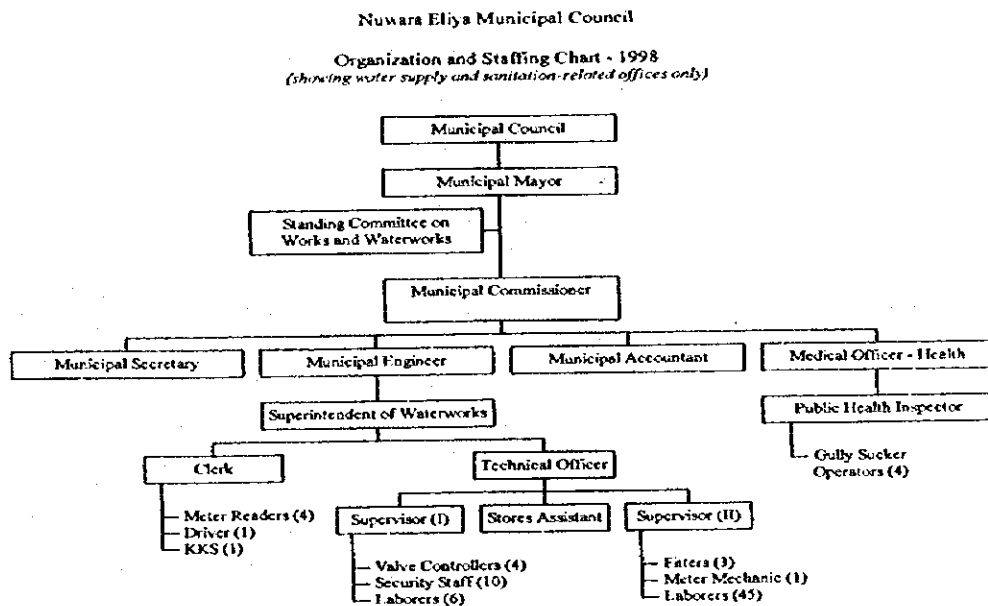 Nuwara Eliya Municipal Council
Organization and Staffing Chart - 1998
(showing water supply and sanitation-related offices only)
Municipal Council
Municipal Mayor
Standing Committee on
Works and Waterworks
Municipal Commissioner
Municipal Secretary
Municipal Engineer
Municipal Accountant
Medical Officer - Health
Superintendent of Waterworks
Public Health Inspector
Clerk
Technical Officer
Gully Sucker
Operators (4)
Meter Readers (4)
Driver (1)
KKS (1)
Supervisor (I)
Stores Assistant
Supervisor (II)
Valve Controllers (4)
Security Staff (10)
Laborers (6)
Fitters (3)
Meter Mechanic (1)
Laborers (45)